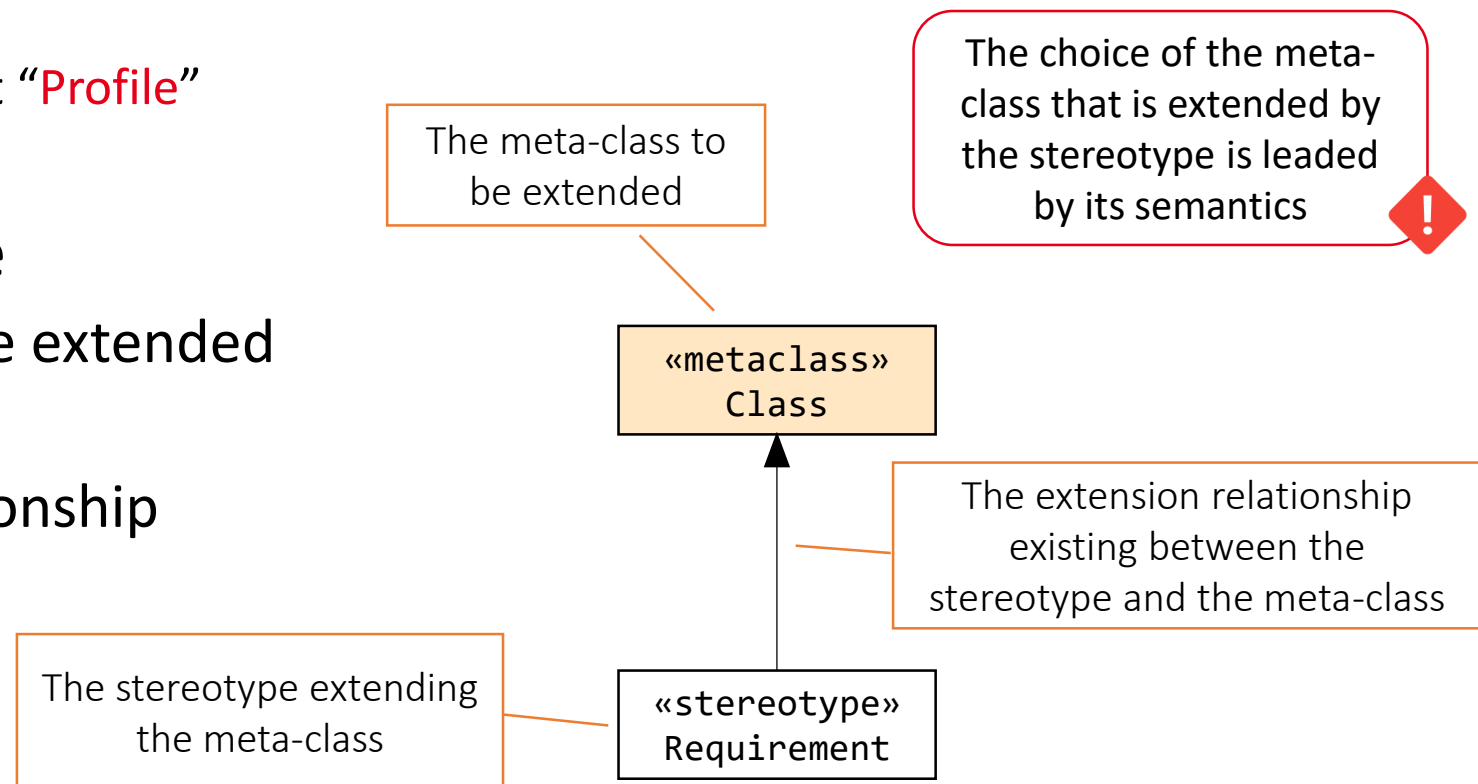 “Profile”
The choice of the meta-
class that is extended by
the stereotype is leaded
by its semantics
!
The meta-class to
be extended
extended
«metaclass»
Class
The extension relationship
existing between the
stereotype and the meta-class
The stereotype extending
the meta-class
«stereotype»
Requirement